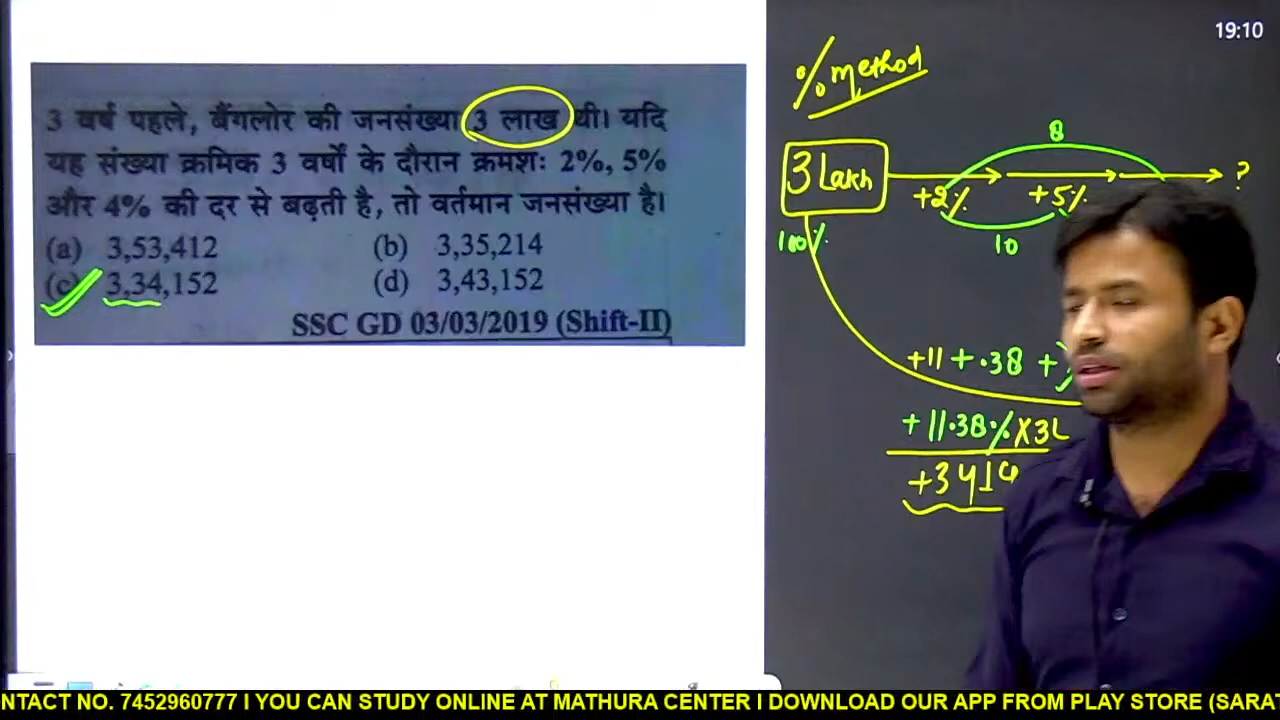 19:10
3 वर्ष पहले, बैंगलोर की जनसंख्या 3 लाख थी। यदि
यह संख्या क्रमिक 3 वर्षों के दौरान क्रमशः 2%, 5%
और 4% की दर से बढ़ती है, तो वर्तमान जनसंख्या है।
(a) 3,53,412 (b) 3,35,214
(c) 3,34,152 (d) 3,43,152
SSC GD 03/03/2019 (Shift-II)
% method
8
3 Lakh ?
+2% +5%
100% 10
+11 + .38 +
+11.38% X3L
+341
NTACT NO. 7452960777 I YOU CAN STUDY ONLINE AT MATHURA CENTER I DOWNLOAD OUR APP FROM PLAY STORE (SARAT